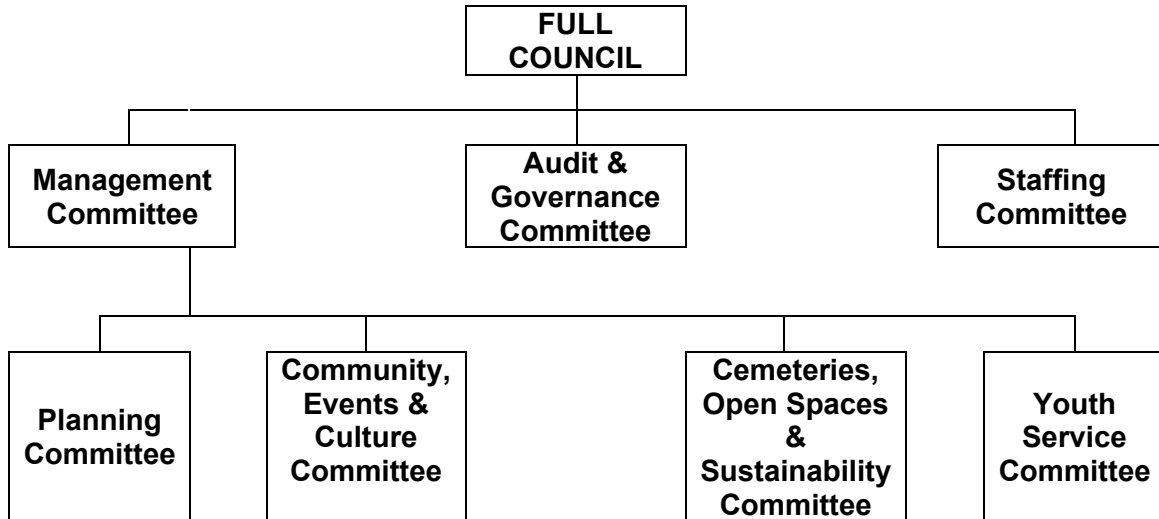 FULL
COUNCIL
Management
Committee
Audit &
Governance
Committee
Staffing
Committee
Planning
Committee
Community,
Events &
Culture
Committee
Cemeteries,
Open Spaces
&
Sustainability
Committee
Youth
Service
Committee